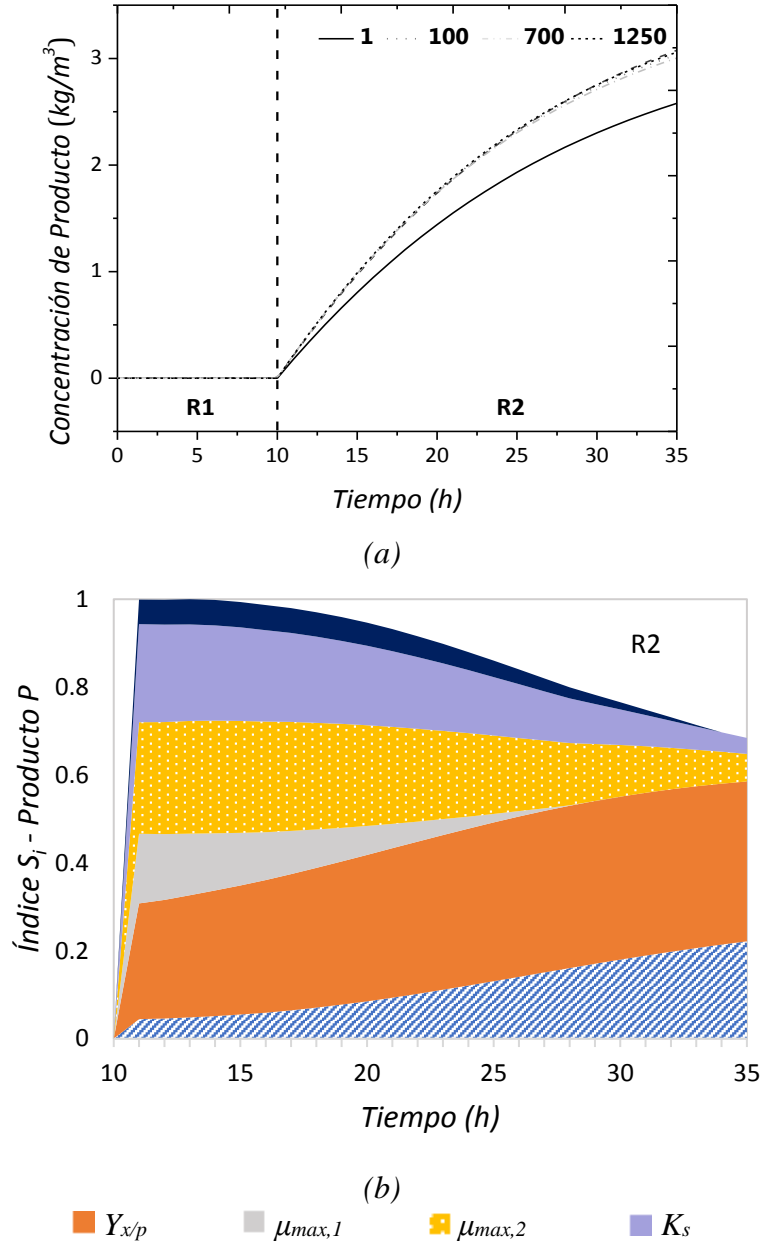 1 100 700 1250
Concentración de Producto (kg/m³)
3
2
1
0
R1 R2
0 5 10 15 20 25 30 35
Tiempo (h)
(a)
Índice Sᵢ - Producto P
1
0.8
0.6
0.4
0.2
0
R2
10 15 20 25 30 35
Tiempo (h)
(b)
Yx/p μmax,1 μmax,2 Ks